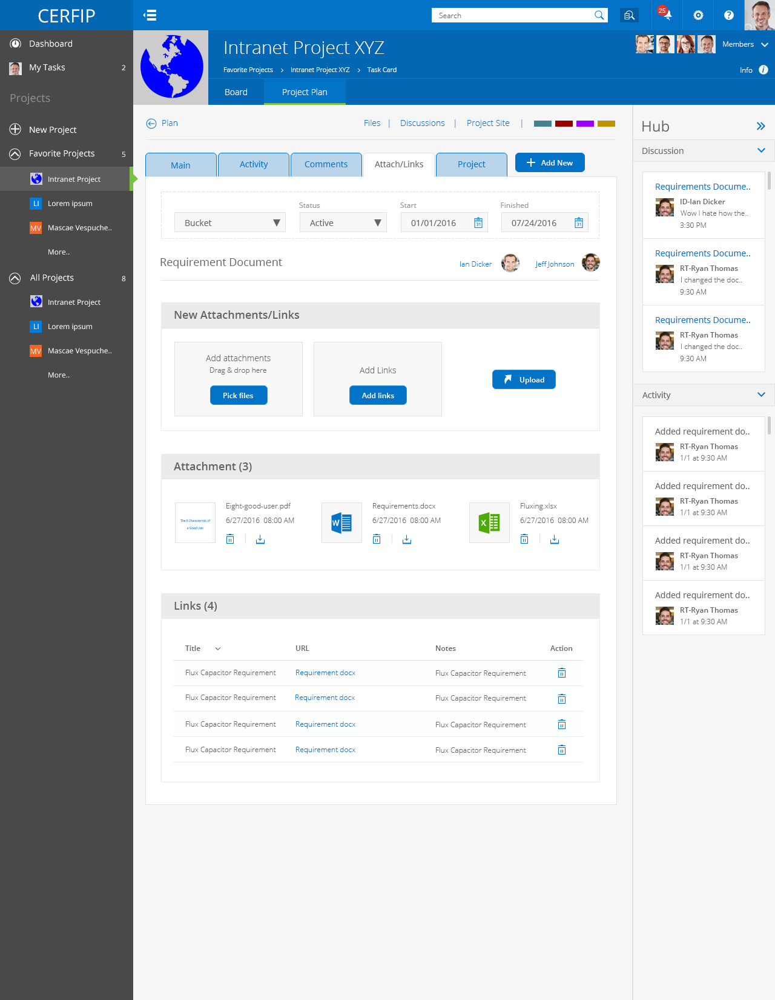 CERFIP
Search
25
Dashboard
My Tasks 2
Projects
New Project
Favorite Projects 5
Intranet Project
LI Lorem ipsum
MV Mascae Vespuche..
More..
All Projects 8
Intranet Project
LI Lorem ipsum
MV Mascae Vespuche..
More..
Intranet Project XYZ
Members
Favorite Projects > Intranet Project XYZ > Task Card
Info i
Board Project Plan
Plan
Files | Discussions | Project Site |
Main Activity Comments Attach/Links Project Add New
Status Start Finished
Bucket Active 01/01/2016 31 07/24/2016 31
Requirement Document Ian Dicker Jeff Johnson
New Attachments/Links
Add attachments
Drag & drop here
Pick files
Add Links
Add links
Upload
Attachment (3)
The 8 Characteristic of
a Good User
Eight-good-user.pdf
6/27/2016 08:00 AM
W
Requirements.docx
6/27/2016 08:00 AM
X
Fluxing.xlsx
6/27/2016 08:00 AM
Links (4)
Title URL Notes Action
Flux Capacitor Requirement Requirement docx Flux Capacitor Requirement
Flux Capacitor Requirement Requirement docx Flux Capacitor Requirement
Flux Capacitor Requirement Requirement docx Flux Capacitor Requirement
Flux Capacitor Requirement Requirement docx Flux Capacitor Requirement
Hub
Discussion
Requirements Docume..
ID-Ian Dicker
Wow I hate how the..
3:30 PM
Requirements Docume..
RT-Ryan Thomas
I changed the doc..
9:30 AM
Requirements Docume..
RT-Ryan Thomas
I changed the doc..
9:30 AM
Activity
Added requirement do..
RT-Ryan Thomas
1/1 at 9:30 AM
Added requirement do..
RT-Ryan Thomas
1/1 at 9:30 AM
Added requirement do..
RT-Ryan Thomas
1/1 at 9:30 AM
Added requirement do..
RT-Ryan Thomas
1/1 at 9:30 AM